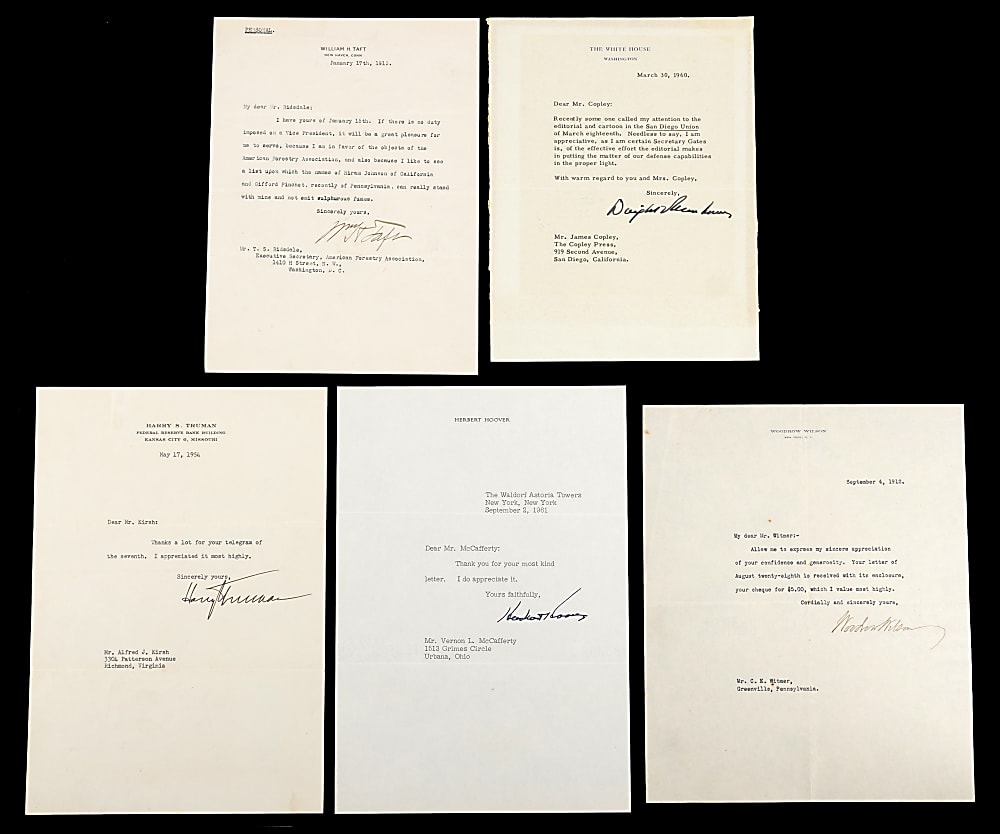 PERSONAL.
WILLIAM H. TAFT
NEW HAVEN, CONN
January 17th, 1915.
My dear Mr. Ridsdale:
I have yours of January 15th. If there is no duty
imposed on a Vice President, it will be a great pleasure for
me to serve, because I am in favor of the objects of the
American Forestry Association, and also because I like to see
a list upon which the names of Hiram Johnson of California
and Gifford Pinchot, recently of Pennsylvania, can really stand
with mine and not emit sulphurous fumes.
Sincerely yours,
Wm H Taft
Mr. T. S. Ridsdale,
Executive Secretary, American Forestry Association,
1410 H Street, N. W.,
Washington, D. C.
THE WHITE HOUSE
WASHINGTON
March 30, 1960.
Dear Mr. Copley:
Recently some one called my attention to the
editorial and cartoon in the San Diego Union
of March eighteenth. Needless to say, I am
appreciative, as I am certain Secretary Gates
is, of the effective effort the editorial makes
in putting the matter of our defense capabilities
in the proper light.
With warm regard to you and Mrs. Copley,
Sincerely,
Dwight D Eisenhower
Mr. James Copley,
The Copley Press,
919 Second Avenue,
San Diego, California.
HARRY S. TRUMAN
FEDERAL RESERVE BANK BUILDING
KANSAS CITY 6, MISSOURI
May 17, 1954
Dear Mr. Kirsh:
Thanks a lot for your telegram of
the seventh. I appreciated it most highly.
Sincerely yours,
Harry S Truman
Mr. Alfred J. Kirsh
3304 Patterson Avenue
Richmond, Virginia
HERBERT HOOVER
The Waldorf Astoria Towers
New York, New York
September 2, 1961
Dear Mr. McCafferty:
Thank you for your most kind
letter. I do appreciate it.
Yours faithfully,
Herbert Hoover
Mr. Vernon L. McCafferty
1513 Grimes Circle
Urbana, Ohio
WOODROW WILSON
September 4, 1912.
My dear Mr. Witmer:-
Allow me to express my sincere appreciation
of your confidence and generosity. Your letter of
August twenty-eighth is received with its enclosure,
your cheque for $5.00, which I value most highly.
Cordially and sincerely yours,
Woodrow Wilson
Mr. C. E. Witmer,
Greenville, Pennsylvania.